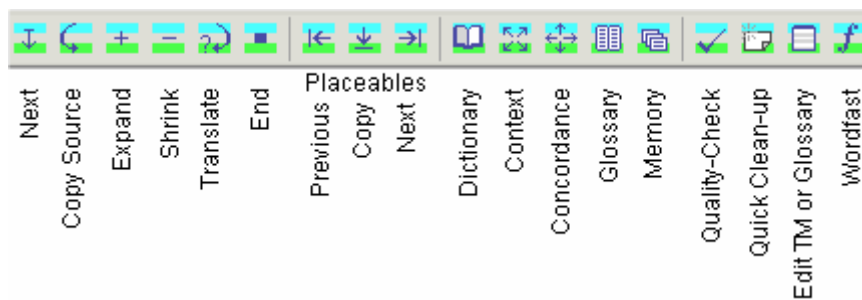 Placeables
Next
Copy Source
Expand
Shrink
Translate
End
Previous
Copy
Next
Dictionary
Context
Concordance
Glossary
Memory
Quality-Check
Quick Clean-up
Edit TM or Glossary
Wordfast